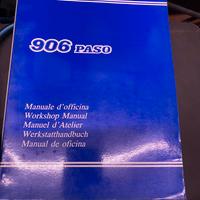 906 PASO
Manuale d'officina
Workshop Manual
Manuel d'Atelier
Werkstatthandbuch
Manual de oficina